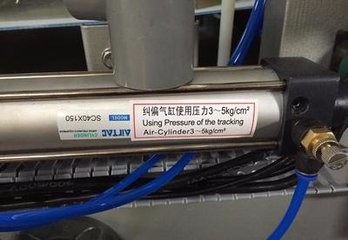 纠偏气缸使用压力3～5kg/cm²
Using Pressure of the tracking
Air-Cylinder3～5kg/cm²
AIRTAC
CYLINDER
MODEL SC40X150